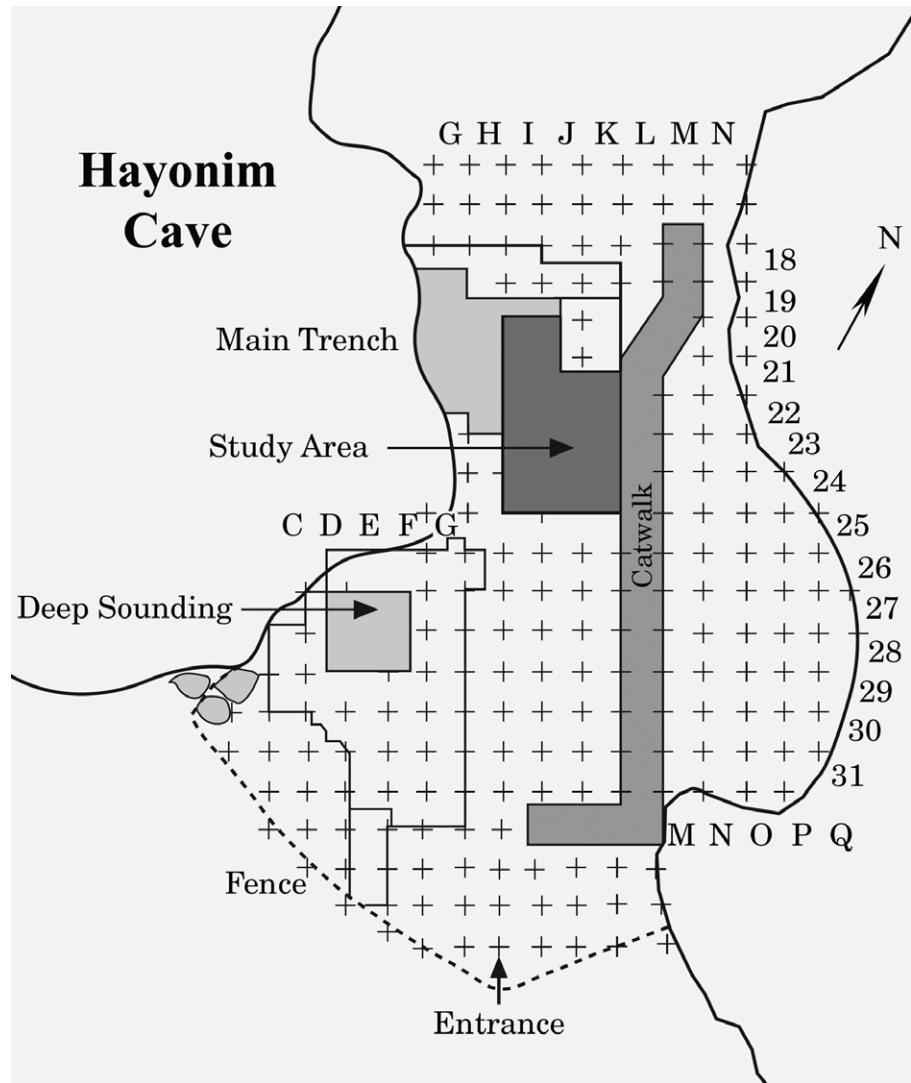 Hayonim
Cave
G H I J K L M N
N
18
19
20
21
22
23
24
25
26
27
28
29
30
31
Main Trench
Study Area
Catwalk
C D E F G
Deep Sounding
M N O P Q
Fence
Entrance